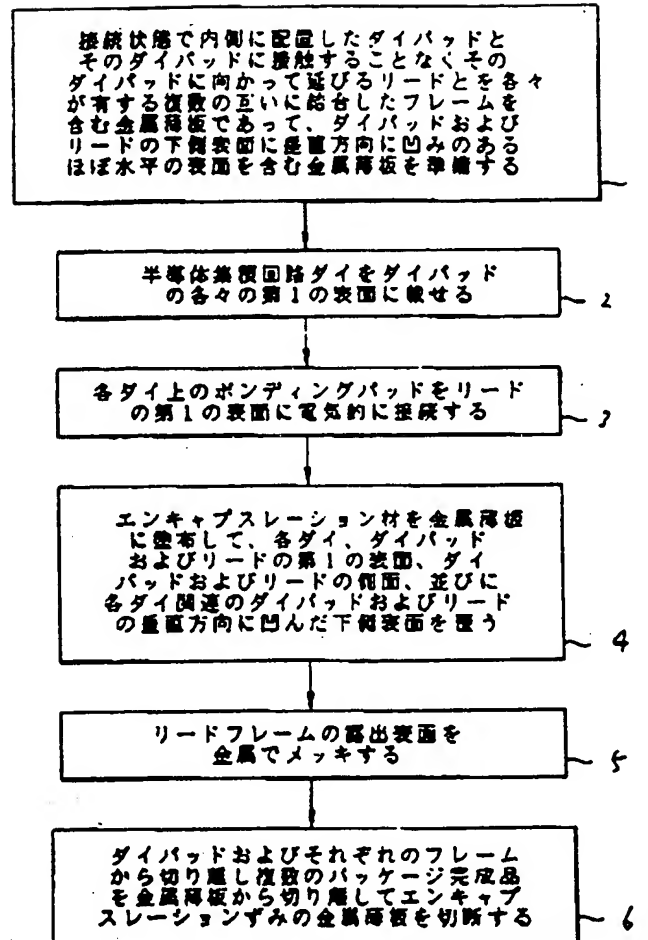 接続状態で内側に配置したダイパッドと
そのダイパッドに接触することなくその
ダイパッドに向かって延びるリードとを各々
が有する複数の互いに結合したフレームを
含む金属薄板であって、ダイパッドおよび
リードの下側表面に垂直方向に凹みのある
ほぼ水平の表面を含む金属薄板を準備する
半導体集積回路ダイをダイパッド
の各々の第1の表面に載せる
2
各ダイ上のボンディングパッドをリード
の第1の表面に電気的に接続する
3
エンキャプスレーション材を金属薄板
に塗布して、各ダイ、ダイパッド
およびリードの第1の表面、ダイ
パッドおよびリードの側面、並びに
各ダイ関連のダイパッドおよびリード
の垂直方向に凹んだ下側表面を覆う
4
リードフレームの露出表面を
金属でメッキする
5
ダイパッドおよびそれぞれのフレーム
から切り離し複数のパッケージ完成品
を金属薄板から切り離してエンキャプ
スレーションずみの金属薄板を切断する
6